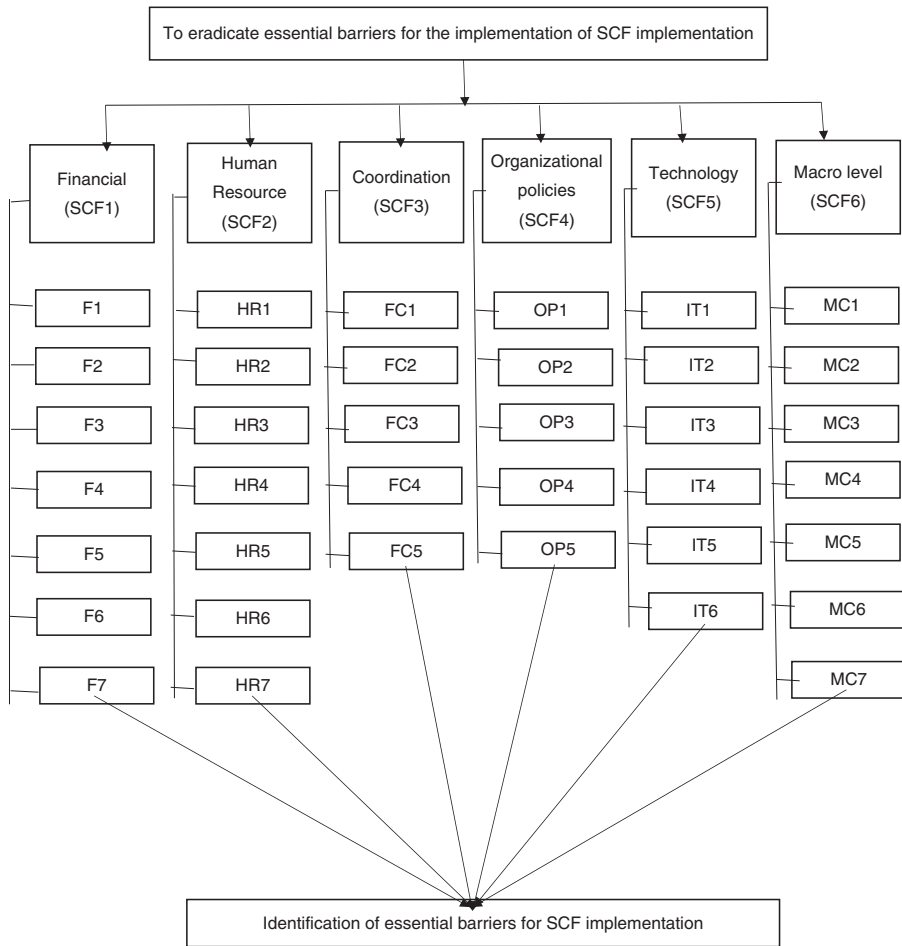 To eradicate essential barriers for the implementation of SCF implementation
Financial
(SCF1)
Human
Resource
(SCF2)
Coordination
(SCF3)
Organizational
policies
(SCF4)
Technology
(SCF5)
Macro level
(SCF6)
F1
F2
F3
F4
F5
F6
F7
HR1
HR2
HR3
HR4
HR5
HR6
HR7
FC1
FC2
FC3
FC4
FC5
OP1
OP2
OP3
OP4
OP5
IT1
IT2
IT3
IT4
IT5
IT6
MC1
MC2
MC3
MC4
MC5
MC6
MC7
Identification of essential barriers for SCF implementation